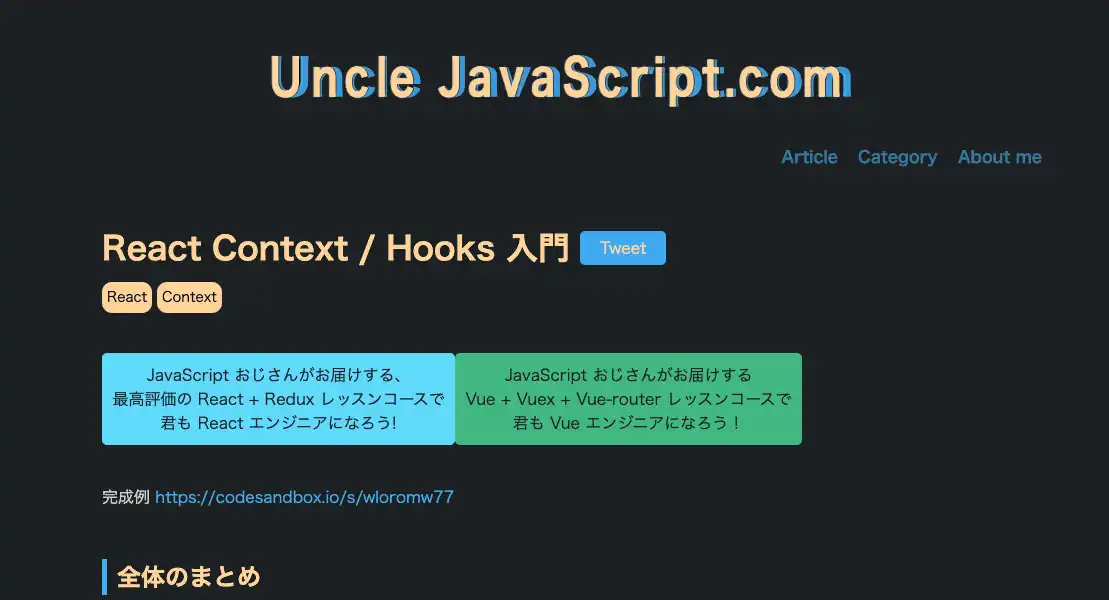 Uncle JavaScript.com
Article Category About me
React Context / Hooks 入門 Tweet
React Context
JavaScript おじさんがお届けする、
最高評価の React + Redux レッスンコースで
君も React エンジニアになろう!
JavaScript おじさんがお届けする
Vue + Vuex + Vue-router レッスンコースで
君も Vue エンジニアになろう！
完成例 https://codesandbox.io/s/wloromw77
全体のまとめ